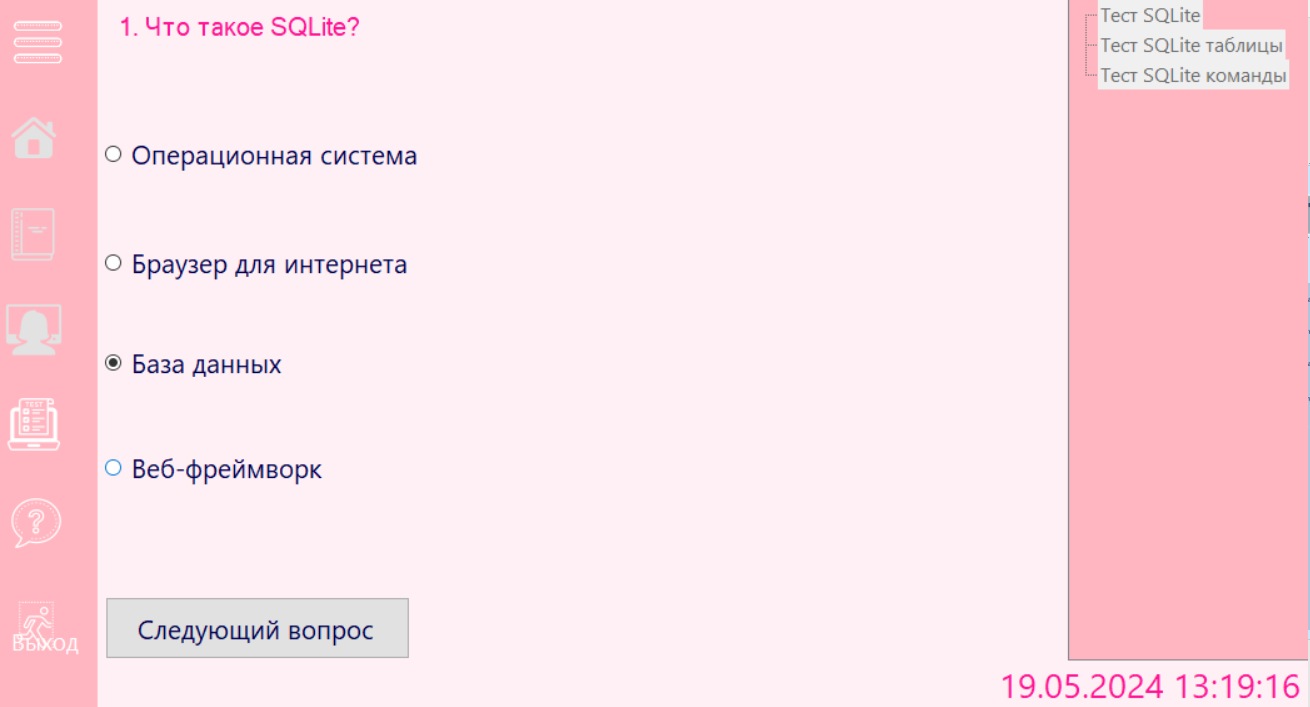 1. Что такое SQLite?
Операционная система
Браузер для интернета
База данных
Веб-фреймворк
Следующий вопрос
TEST
?
ВЫХОД
Тест SQLite
Тест SQLite таблицы
Тест SQLite команды
19.05.2024 13:19:16